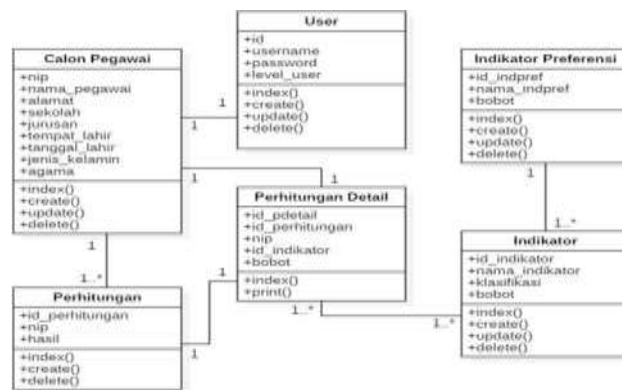 User
+id
+username
+password
+level_user
+index()
+create()
+update()
+delete()
Calon Pegawai
+nip
+nama_pegawai
+alamat
+sekolah
+jurusan
+tempat_lahir
+tanggal_lahir
+jenis_kelamin
+agama
+index()
+create()
+update()
+delete()
Indikator Preferensi
+id_indpref
+nama_indpref
+bobot
+index()
+create()
+update()
+delete()
1
1
1
1
1
1..*
1
1..*
Perhitungan Detail
+id_pdetail
+id_perhitungan
+nip
+id_indikator
+bobot
+index()
+print()
Indikator
+id_indikator
+nama_indikator
+klasifikasi
+bobot
+index()
+create()
+update()
+delete()
Perhitungan
+id_perhitungan
+nip
+hasil
+index()
+create()
+delete()
1
1
1..*
1..*